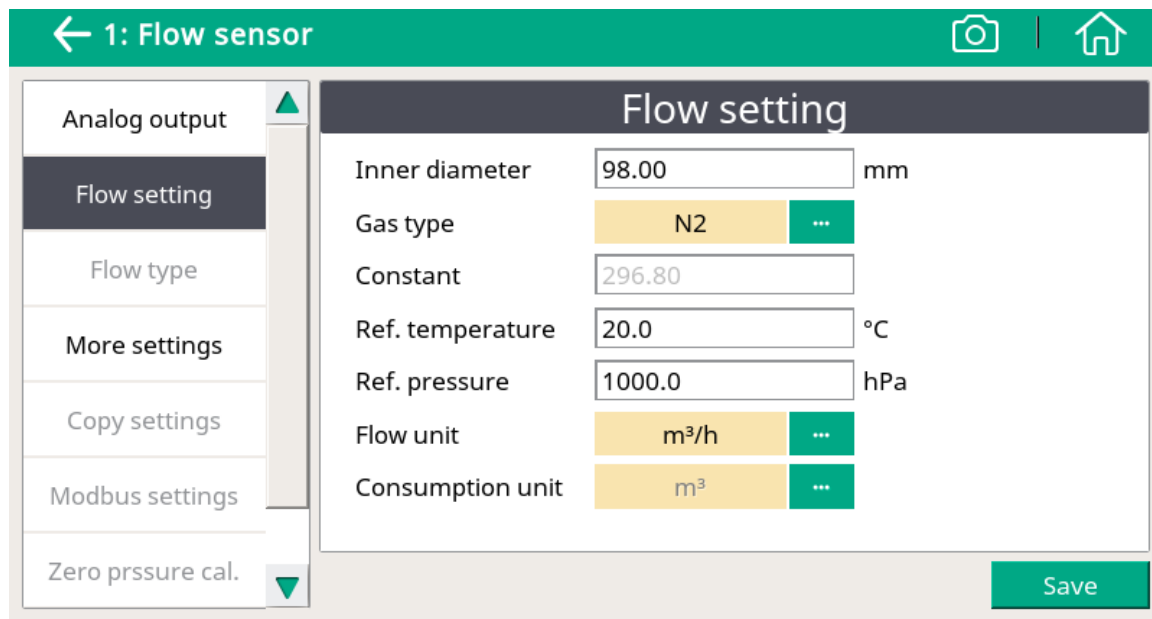 1: Flow sensor
Analog output
Flow setting
Flow type
More settings
Copy settings
Modbus settings
Zero prssure cal.
Flow setting
Inner diameter 98.00 mm
Gas type N2 ...
Constant 296.80
Ref. temperature 20.0 °C
Ref. pressure 1000.0 hPa
Flow unit m³/h ...
Consumption unit m³ ...
Save